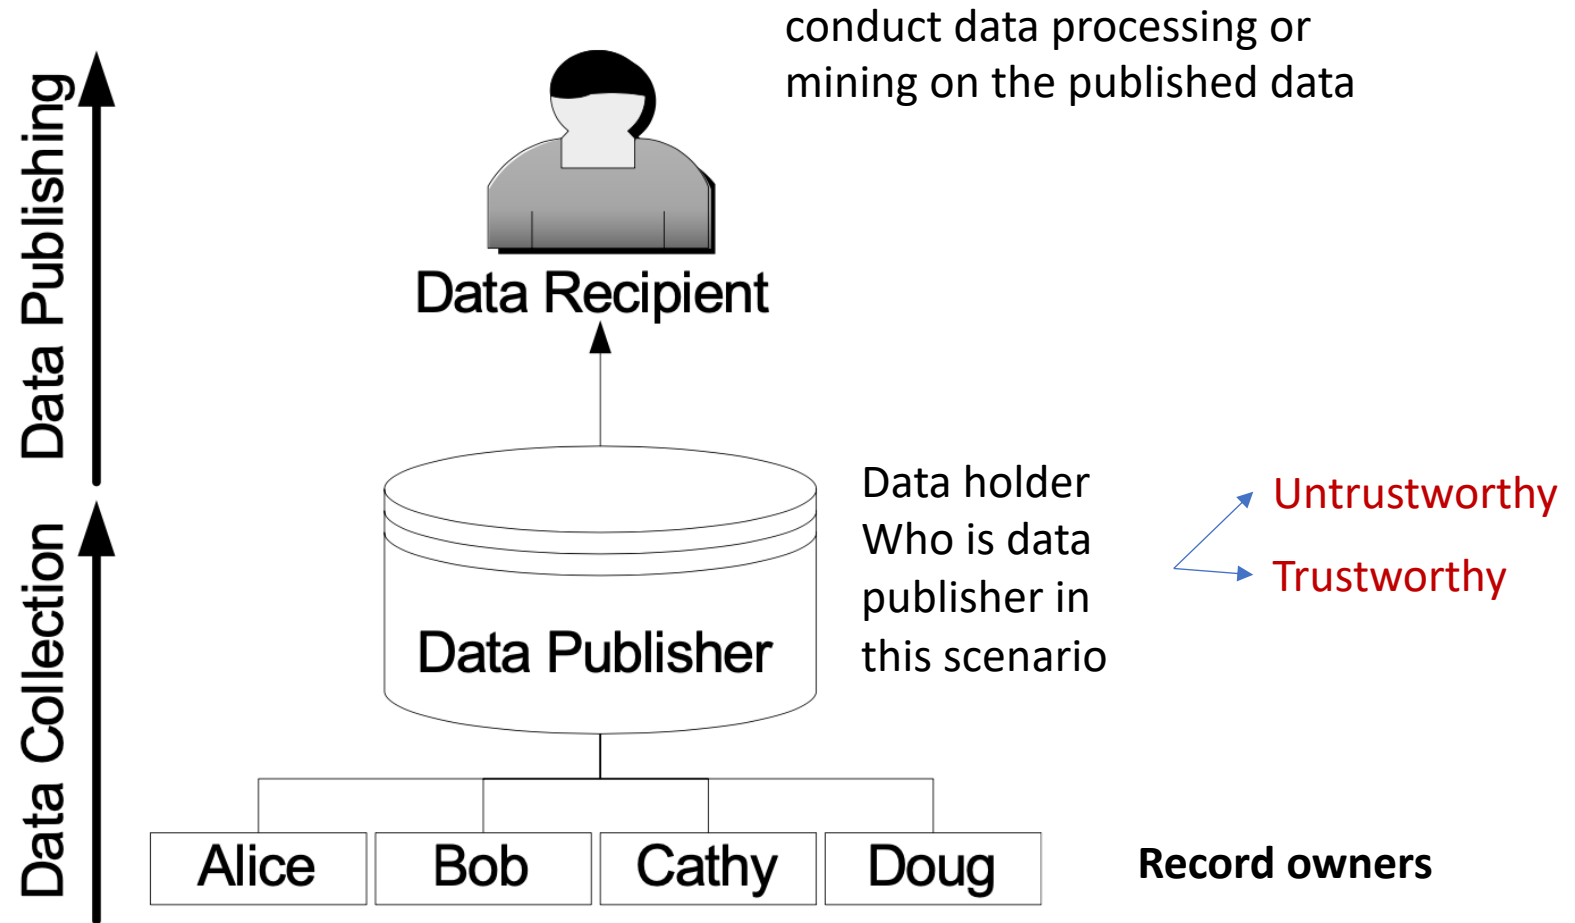 conduct data processing or
mining on the published data
Data Publishing
Data Recipient
Data holder
Who is data
publisher in
this scenario
Untrustworthy
Trustworthy
Data Publisher
Data Collection
Alice
Bob
Cathy
Doug
Record owners